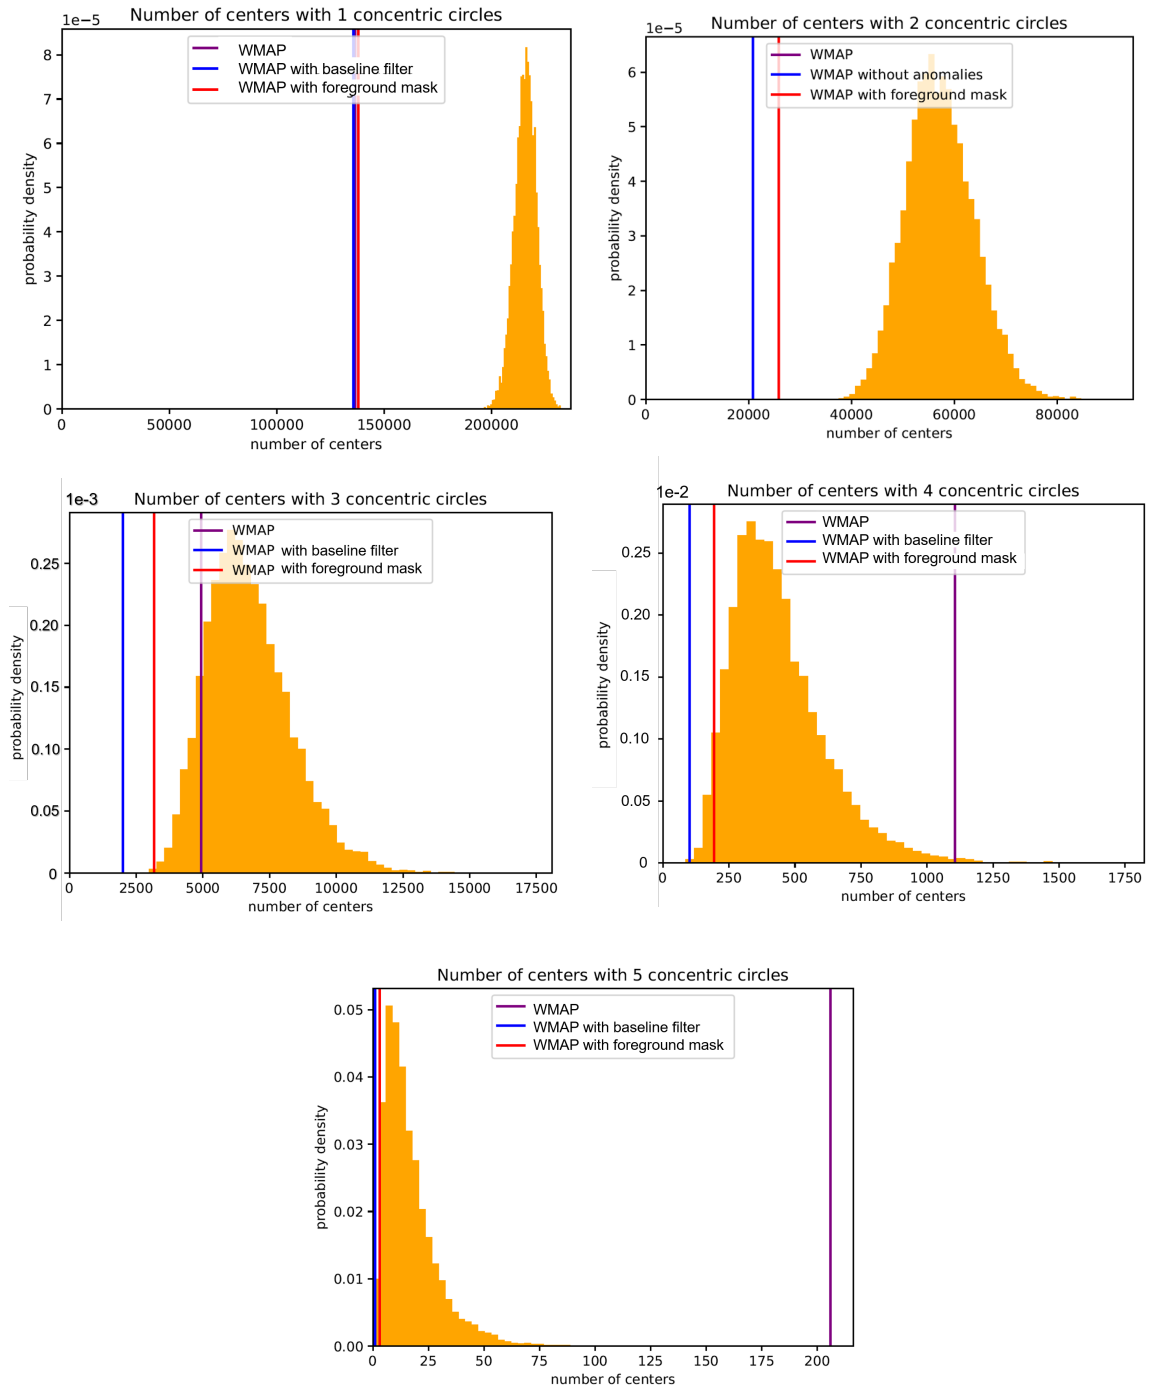 Number of centers with 1 concentric circles
1e−5
WMAP
WMAP with baseline filter
WMAP with foreground mask
8
7
6
5
4
3
2
1
0
probability density
0 50000 100000 150000 200000
number of centers
Number of centers with 2 concentric circles
1e−5
WMAP
WMAP without anomalies
WMAP with foreground mask
6
5
4
3
2
1
0
probability density
0 20000 40000 60000 80000
number of centers
1e-3
Number of centers with 3 concentric circles
WMAP
WMAP with baseline filter
WMAP with foreground mask
0.25
0.20
0.15
0.10
0.05
0
probability density
0 2500 5000 7500 10000 12500 15000 17500
number of centers
1e-2
Number of centers with 4 concentric circles
WMAP
WMAP with baseline filter
WMAP with foreground mask
0.25
0.20
0.15
0.10
0.05
0
probability density
0 250 500 750 1000 1250 1500 1750
number of centers
Number of centers with 5 concentric circles
WMAP
WMAP with baseline filter
WMAP with foreground mask
0.05
0.04
0.03
0.02
0.01
0.00
probability density
0 25 50 75 100 125 150 175 200
number of centers